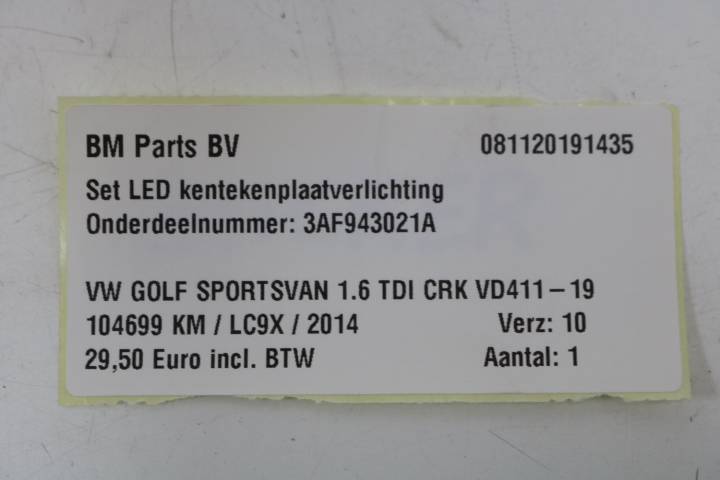 BM Parts BV 081120191435
Set LED kentekenplaatverlichting
Onderdeelnummer: 3AF943021A
VW GOLF SPORTSVAN 1.6 TDI CRK VD411-19
104699 KM / LC9X / 2014 Verz: 10
29,50 Euro incl. BTW Aantal: 1